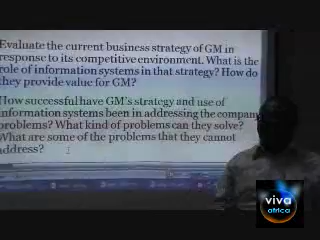 Evaluate the current business strategy of GM in
response to its competitive environment. What is the
role of information systems in that strategy? How do
they provide value for GM?
How successful have GM's strategy and use of
information systems been in addressing the company
problems? What kind of problems can they solve?
What are some of the problems that they cannot
address?
viva
africa